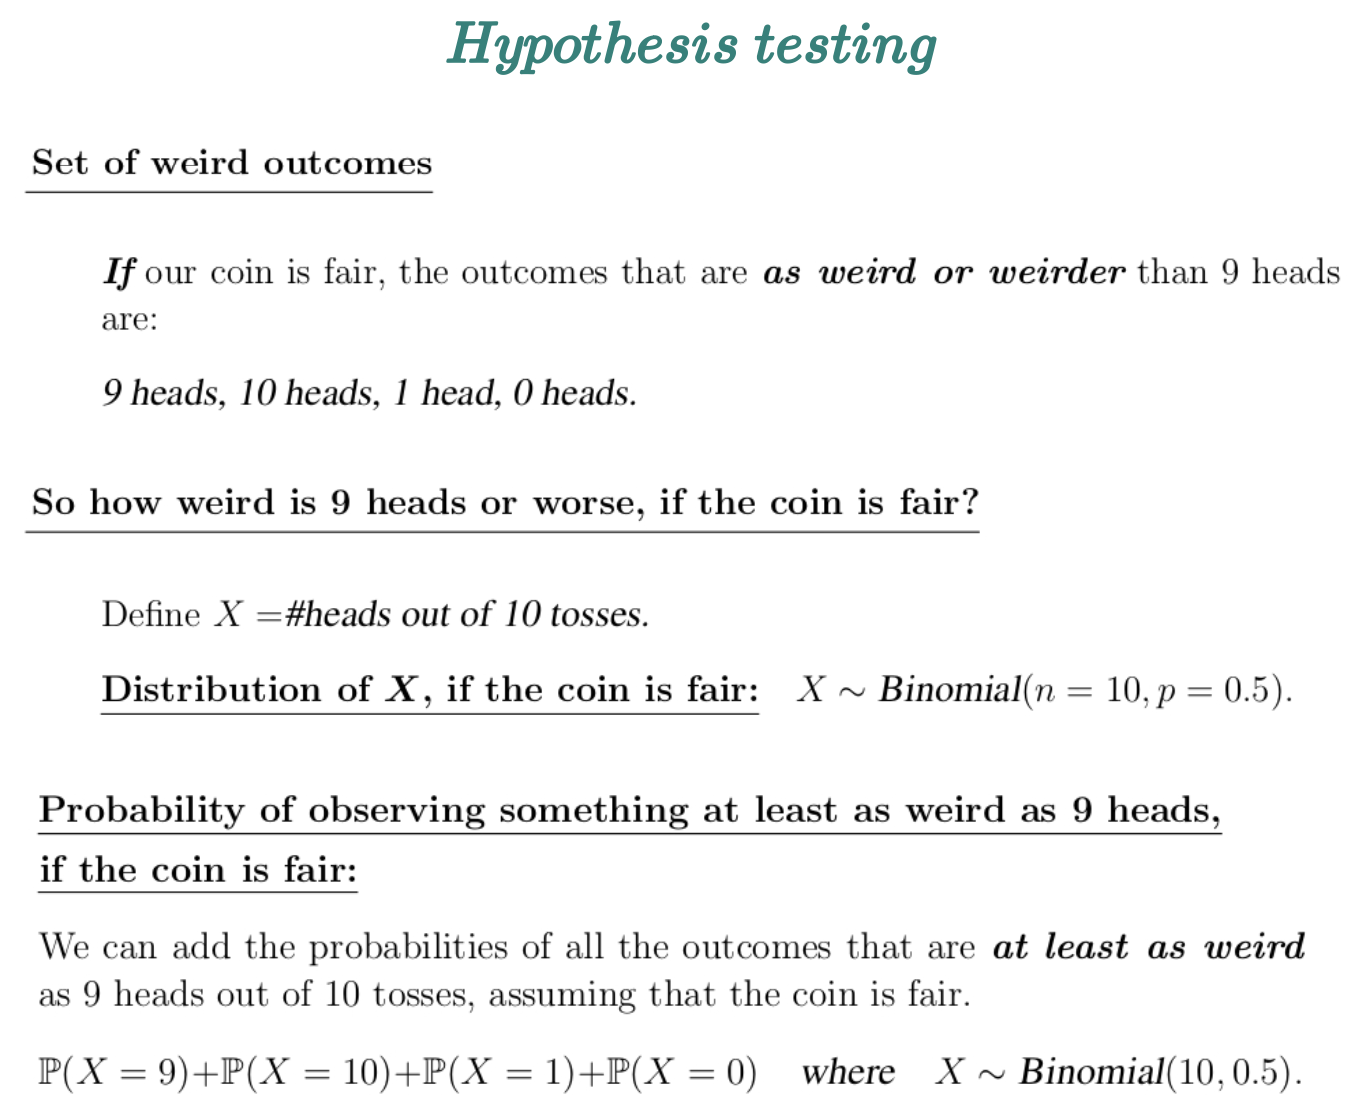 Hypothesis testing
Set of weird outcomes
If our coin is fair, the outcomes that are as weird or weirder than 9 heads
are:
9 heads, 10 heads, 1 head, 0 heads.
So how weird is 9 heads or worse, if the coin is fair?
Define X =#heads out of 10 tosses.
Distribution of X, if the coin is fair: X ∼ Binomial(n = 10, p = 0.5).
Probability of observing something at least as weird as 9 heads,
if the coin is fair:
We can add the probabilities of all the outcomes that are at least as weird
as 9 heads out of 10 tosses, assuming that the coin is fair.
ℙ(X = 9)+ℙ(X = 10)+ℙ(X = 1)+ℙ(X = 0) where X ∼ Binomial(10, 0.5).